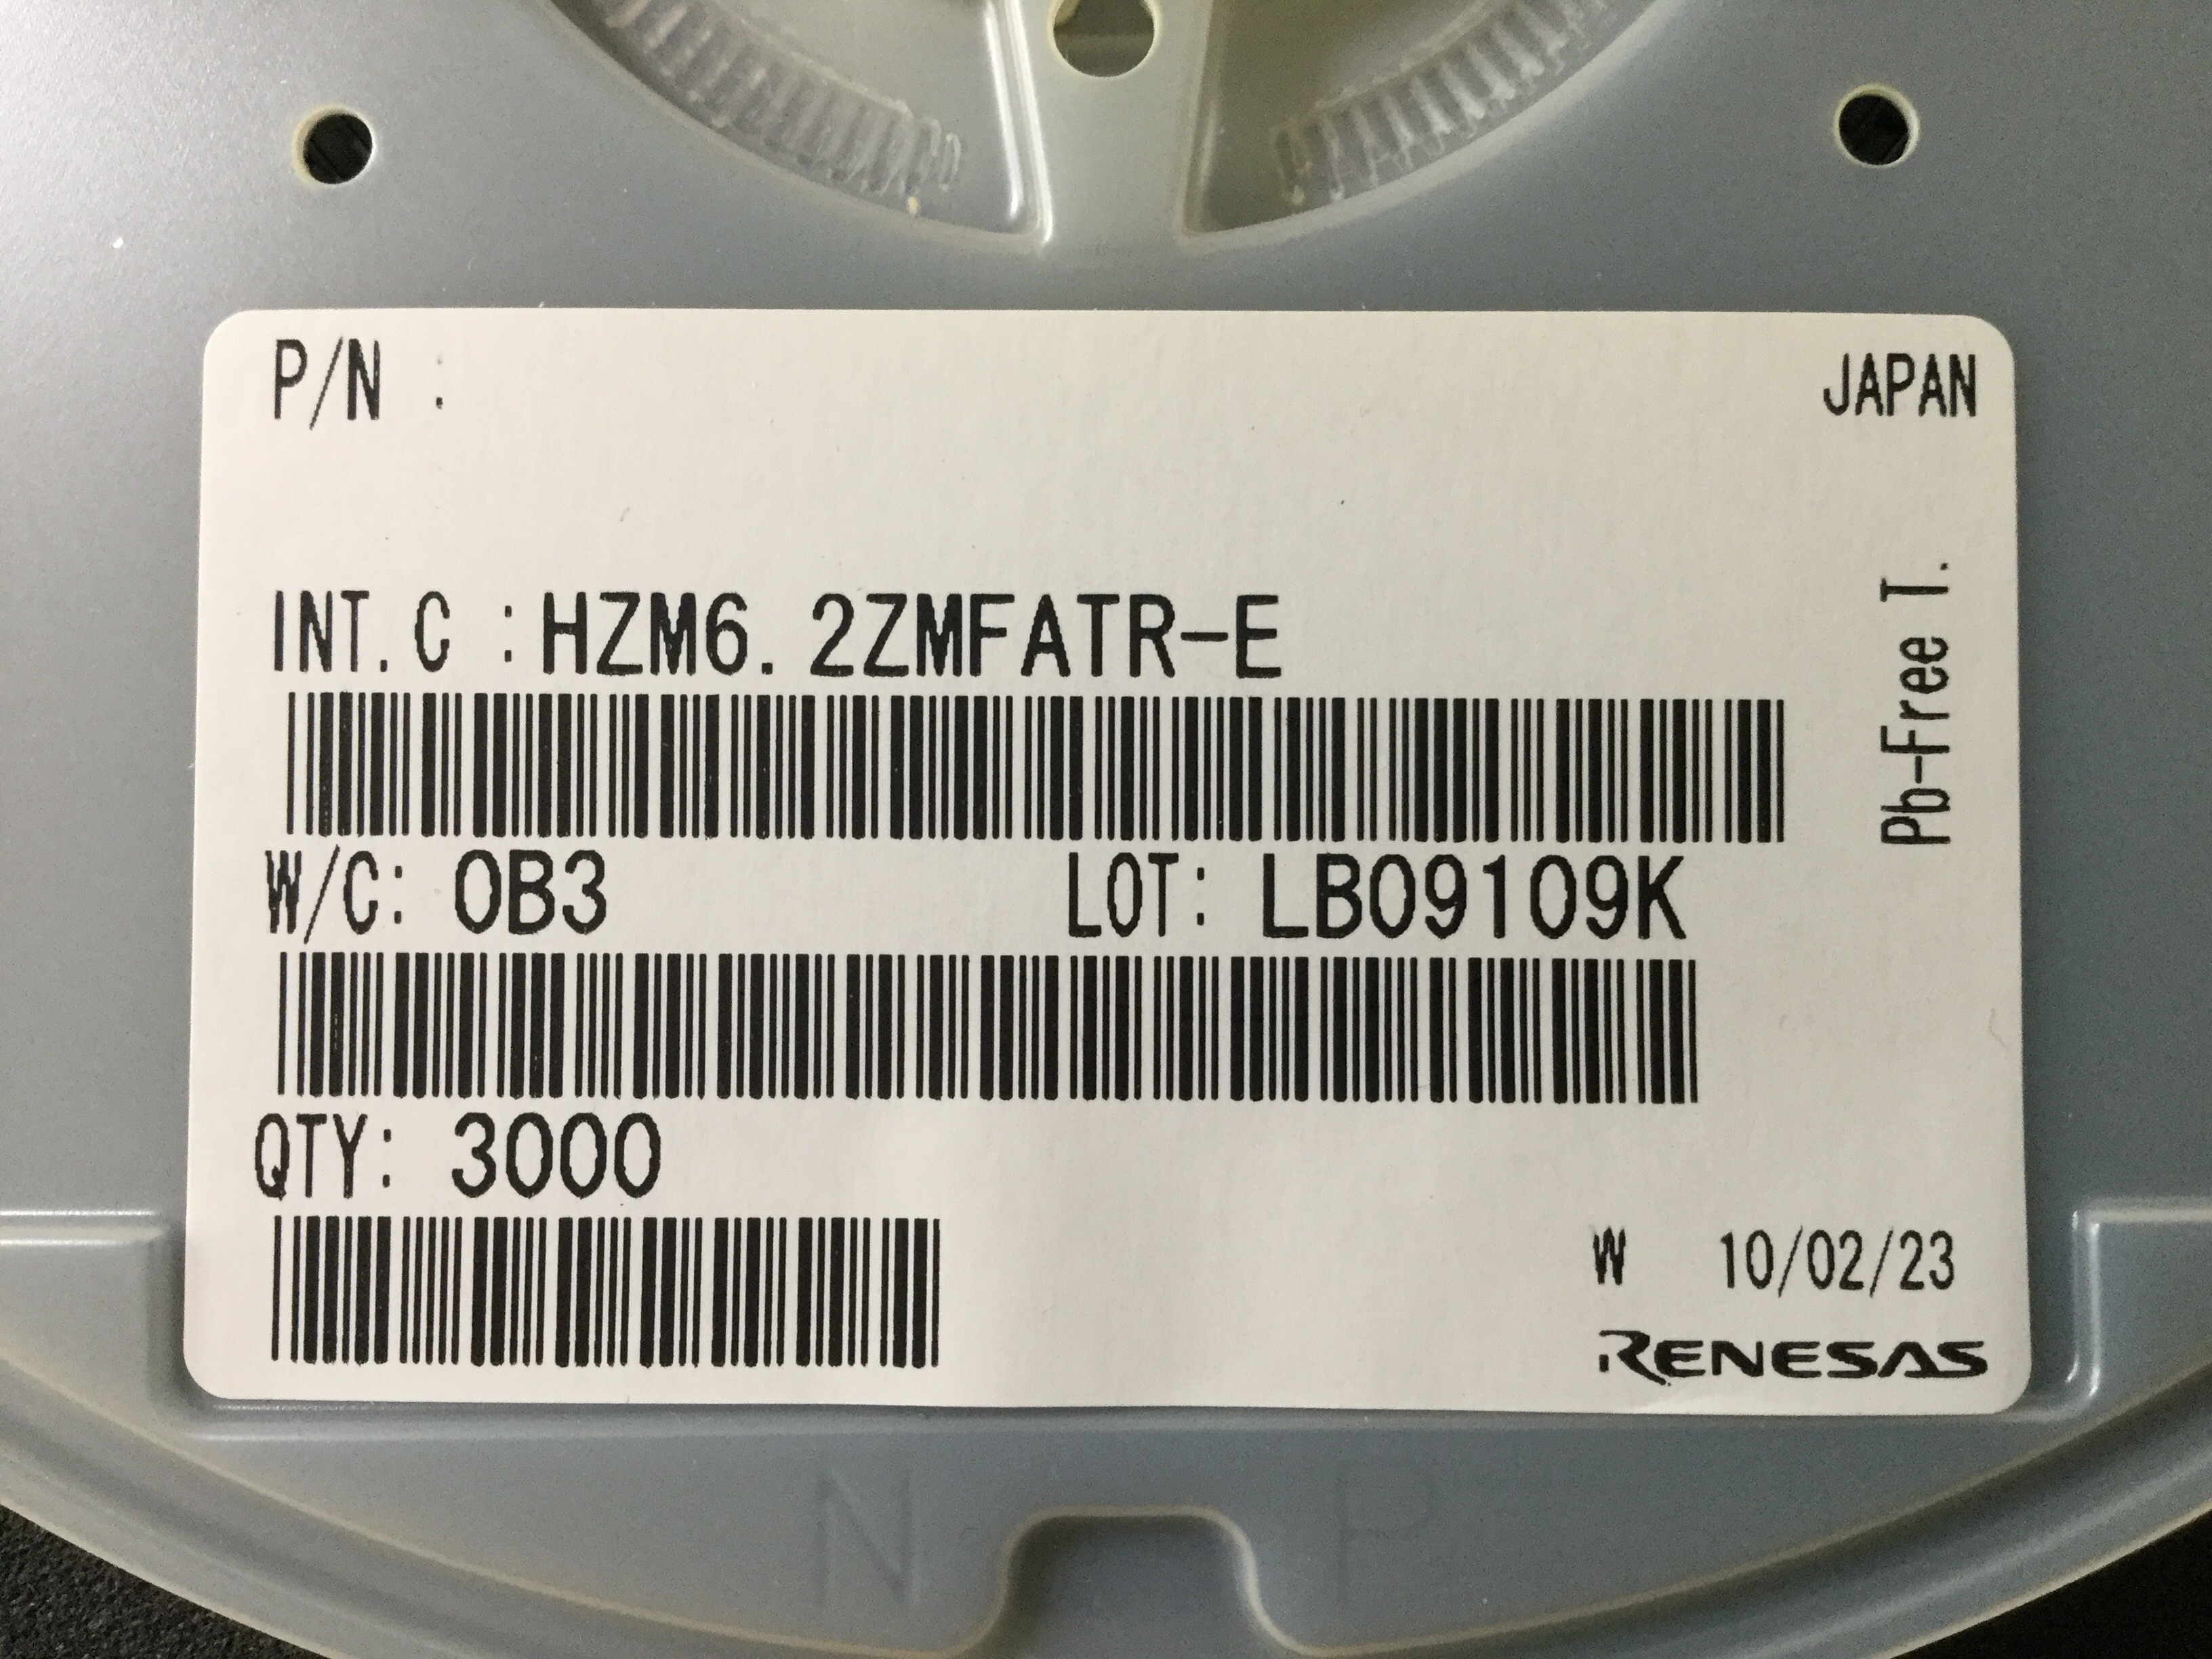 P/N :
JAPAN
INT.C :HZM6.2ZMFATR-E
Pb-Free T.
W/C: 0B3 LOT: LB09109K
QTY: 3000
W 10/02/23
RENESAS
N P